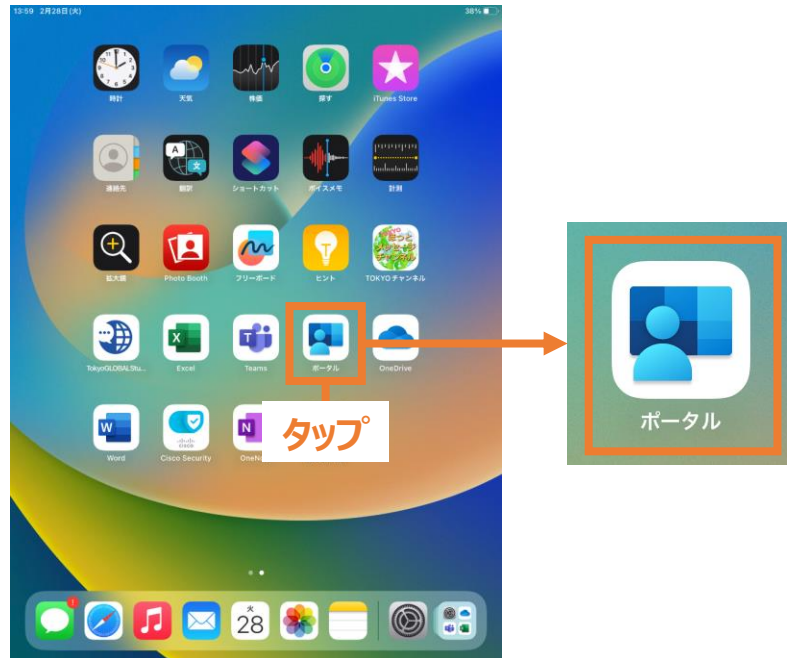 13:59 2月28日(火)
38%
時計
天気
株価
探す
iTunes Store
連絡先
翻訳
ショートカット
ボイスメモ
計測
拡大鏡
Photo Booth
フリーボード
ヒント
TOKYOチャンネル
TokyoGLOBALStu...
Excel
Teams
ポータル
OneDrive
Word
Cisco Security
タップ
ポータル
1
火
28